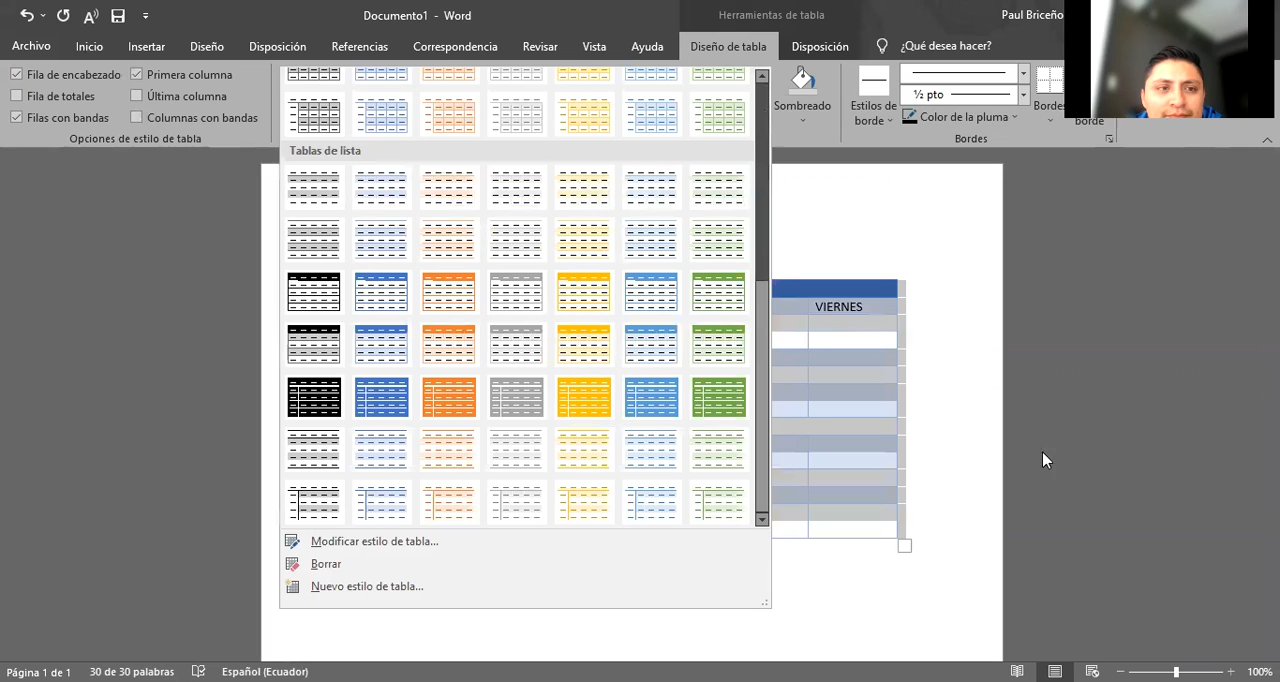 Documento1 - Word
Herramientas de tabla
Paul Briceño
Archivo Inicio Insertar Diseño Disposición Referencias Correspondencia Revisar Vista Ayuda Diseño de tabla Disposición ¿Qué desea hacer?
Fila de encabezado Primera columna
Fila de totales Última columna
Filas con bandas Columnas con bandas
Opciones de estilo de tabla
Sombreado
Estilos de borde
½ pto
Color de la pluma
Bordes
borde
Bordes
Tablas de lista
VIERNES
Modificar estilo de tabla...
Borrar
Nuevo estilo de tabla...
Página 1 de 1 30 de 30 palabras Español (Ecuador) 100%